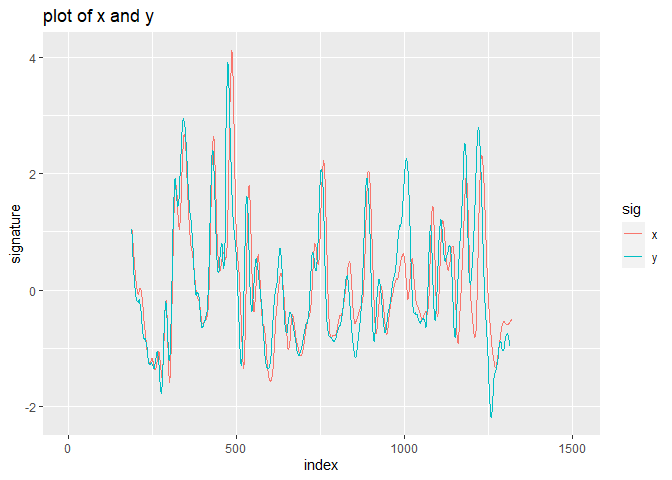 plot of x and y
4
2
0
-2
signature
0
500
1000
1500
index
sig
x
y